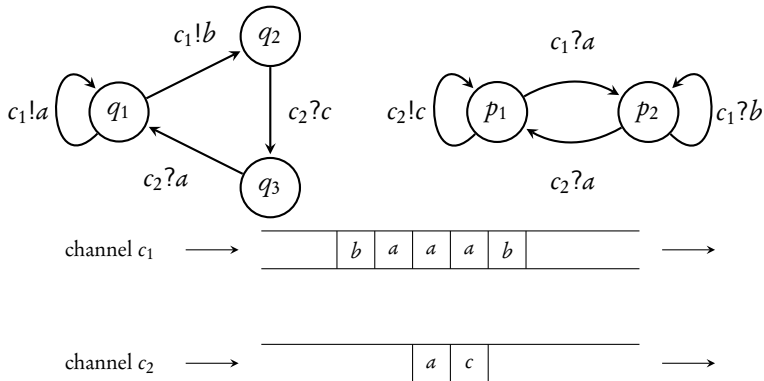 c₁!b
q₂
c₁?a
c₁!a
q₁
c₂?c
c₂!c
p₁
p₂
c₁?b
c₂?a
q₃
c₂?a
channel c₁
b a a a b
channel c₂
a c